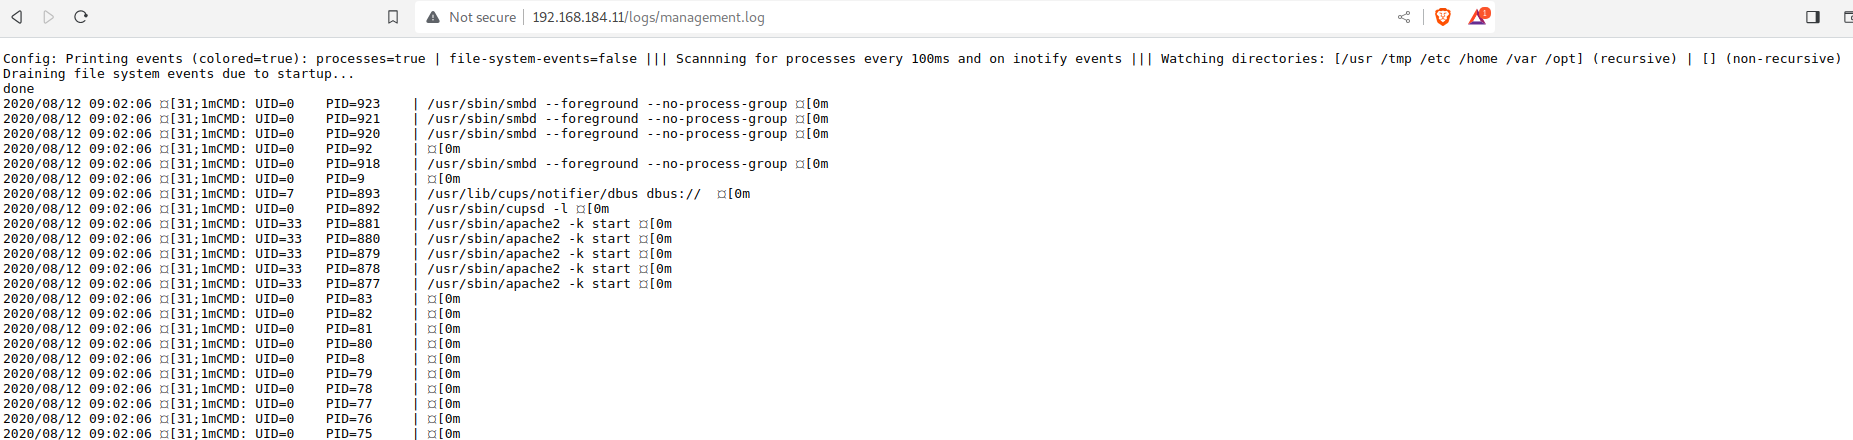 Not secure 192.168.184.11/logs/management.log 1
Config: Printing events (colored=true): processes=true | file-system-events=false ||| Scannning for processes every 100ms and on inotify events ||| Watching directories: [/usr /tmp /etc /home /var /opt] (recursive) | [] (non-recursive)
Draining file system events due to startup...
done
2020/08/12 09:02:06 ¤[31;1mCMD: UID=0    PID=923    | /usr/sbin/smbd --foreground --no-process-group ¤[0m
2020/08/12 09:02:06 ¤[31;1mCMD: UID=0    PID=921    | /usr/sbin/smbd --foreground --no-process-group ¤[0m
2020/08/12 09:02:06 ¤[31;1mCMD: UID=0    PID=920    | /usr/sbin/smbd --foreground --no-process-group ¤[0m
2020/08/12 09:02:06 ¤[31;1mCMD: UID=0    PID=92     | ¤[0m
2020/08/12 09:02:06 ¤[31;1mCMD: UID=0    PID=918    | /usr/sbin/smbd --foreground --no-process-group ¤[0m
2020/08/12 09:02:06 ¤[31;1mCMD: UID=0    PID=9      | ¤[0m
2020/08/12 09:02:06 ¤[31;1mCMD: UID=7    PID=893    | /usr/lib/cups/notifier/dbus dbus://  ¤[0m
2020/08/12 09:02:06 ¤[31;1mCMD: UID=0    PID=892    | /usr/sbin/cupsd -l ¤[0m
2020/08/12 09:02:06 ¤[31;1mCMD: UID=33   PID=881    | /usr/sbin/apache2 -k start ¤[0m
2020/08/12 09:02:06 ¤[31;1mCMD: UID=33   PID=880    | /usr/sbin/apache2 -k start ¤[0m
2020/08/12 09:02:06 ¤[31;1mCMD: UID=33   PID=879    | /usr/sbin/apache2 -k start ¤[0m
2020/08/12 09:02:06 ¤[31;1mCMD: UID=33   PID=878    | /usr/sbin/apache2 -k start ¤[0m
2020/08/12 09:02:06 ¤[31;1mCMD: UID=33   PID=877    | /usr/sbin/apache2 -k start ¤[0m
2020/08/12 09:02:06 ¤[31;1mCMD: UID=0    PID=83     | ¤[0m
2020/08/12 09:02:06 ¤[31;1mCMD: UID=0    PID=82     | ¤[0m
2020/08/12 09:02:06 ¤[31;1mCMD: UID=0    PID=81     | ¤[0m
2020/08/12 09:02:06 ¤[31;1mCMD: UID=0    PID=80     | ¤[0m
2020/08/12 09:02:06 ¤[31;1mCMD: UID=0    PID=8      | ¤[0m
2020/08/12 09:02:06 ¤[31;1mCMD: UID=0    PID=79     | ¤[0m
2020/08/12 09:02:06 ¤[31;1mCMD: UID=0    PID=78     | ¤[0m
2020/08/12 09:02:06 ¤[31;1mCMD: UID=0    PID=77     | ¤[0m
2020/08/12 09:02:06 ¤[31;1mCMD: UID=0    PID=76     | ¤[0m
2020/08/12 09:02:06 ¤[31;1mCMD: UID=0    PID=75     | ¤[0m